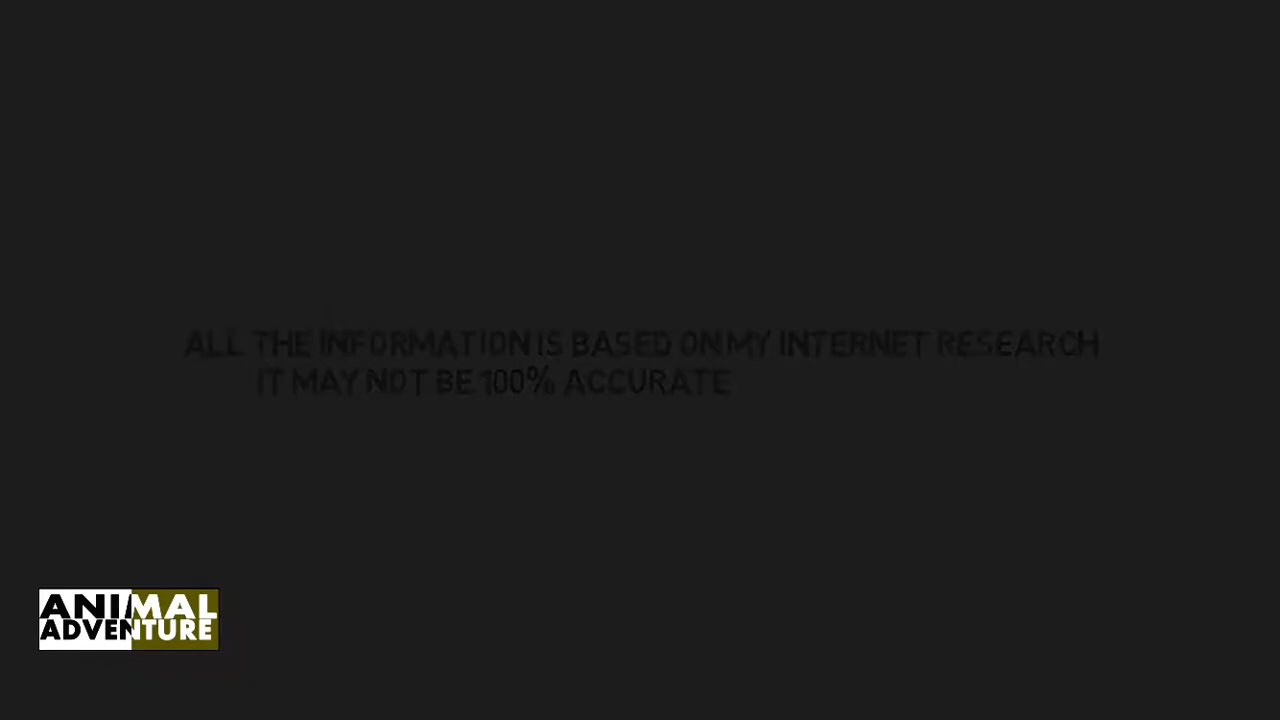 ALL THE INFORMATION IS BASED ON MY INTERNET RESEARCH
IT MAY NOT BE 100% ACCURATE
ANIMAL
ADVENTURE